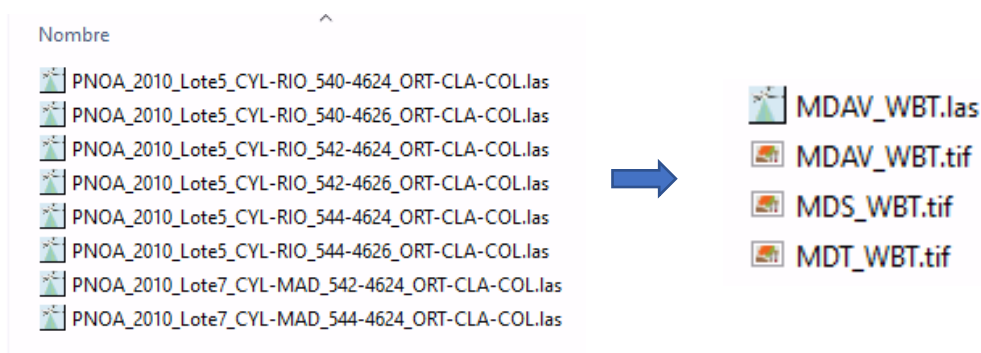 Nombre
PNOA_2010_Lote5_CYL-RIO_540-4624_ORT-CLA-COL.las
PNOA_2010_Lote5_CYL-RIO_540-4626_ORT-CLA-COL.las
PNOA_2010_Lote5_CYL-RIO_542-4624_ORT-CLA-COL.las
PNOA_2010_Lote5_CYL-RIO_542-4626_ORT-CLA-COL.las
PNOA_2010_Lote5_CYL-RIO_544-4624_ORT-CLA-COL.las
PNOA_2010_Lote5_CYL-RIO_544-4626_ORT-CLA-COL.las
PNOA_2010_Lote7_CYL-MAD_542-4624_ORT-CLA-COL.las
PNOA_2010_Lote7_CYL-MAD_544-4624_ORT-CLA-COL.las
MDAV_WBT.las
MDAV_WBT.tif
MDS_WBT.tif
MDT_WBT.tif